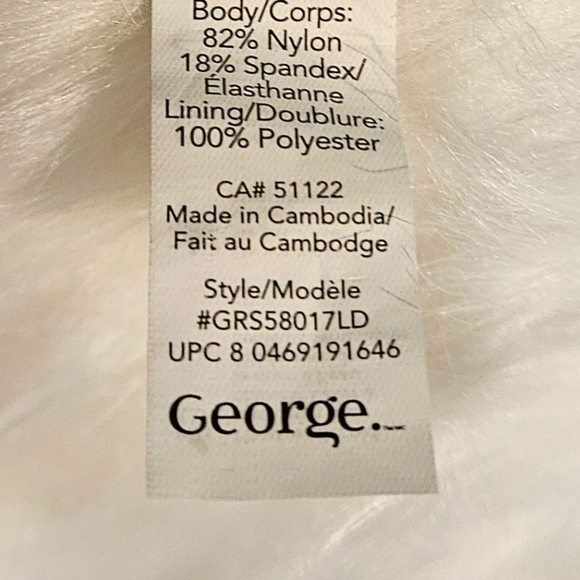 Body/Corps:
82% Nylon
18% Spandex/
Élasthanne
Lining/Doublure:
100% Polyester
CA# 51122
Made in Cambodia/
Fait au Cambodge
Style/Modèle
#GRS58017LD
UPC 8 0469191646
George.